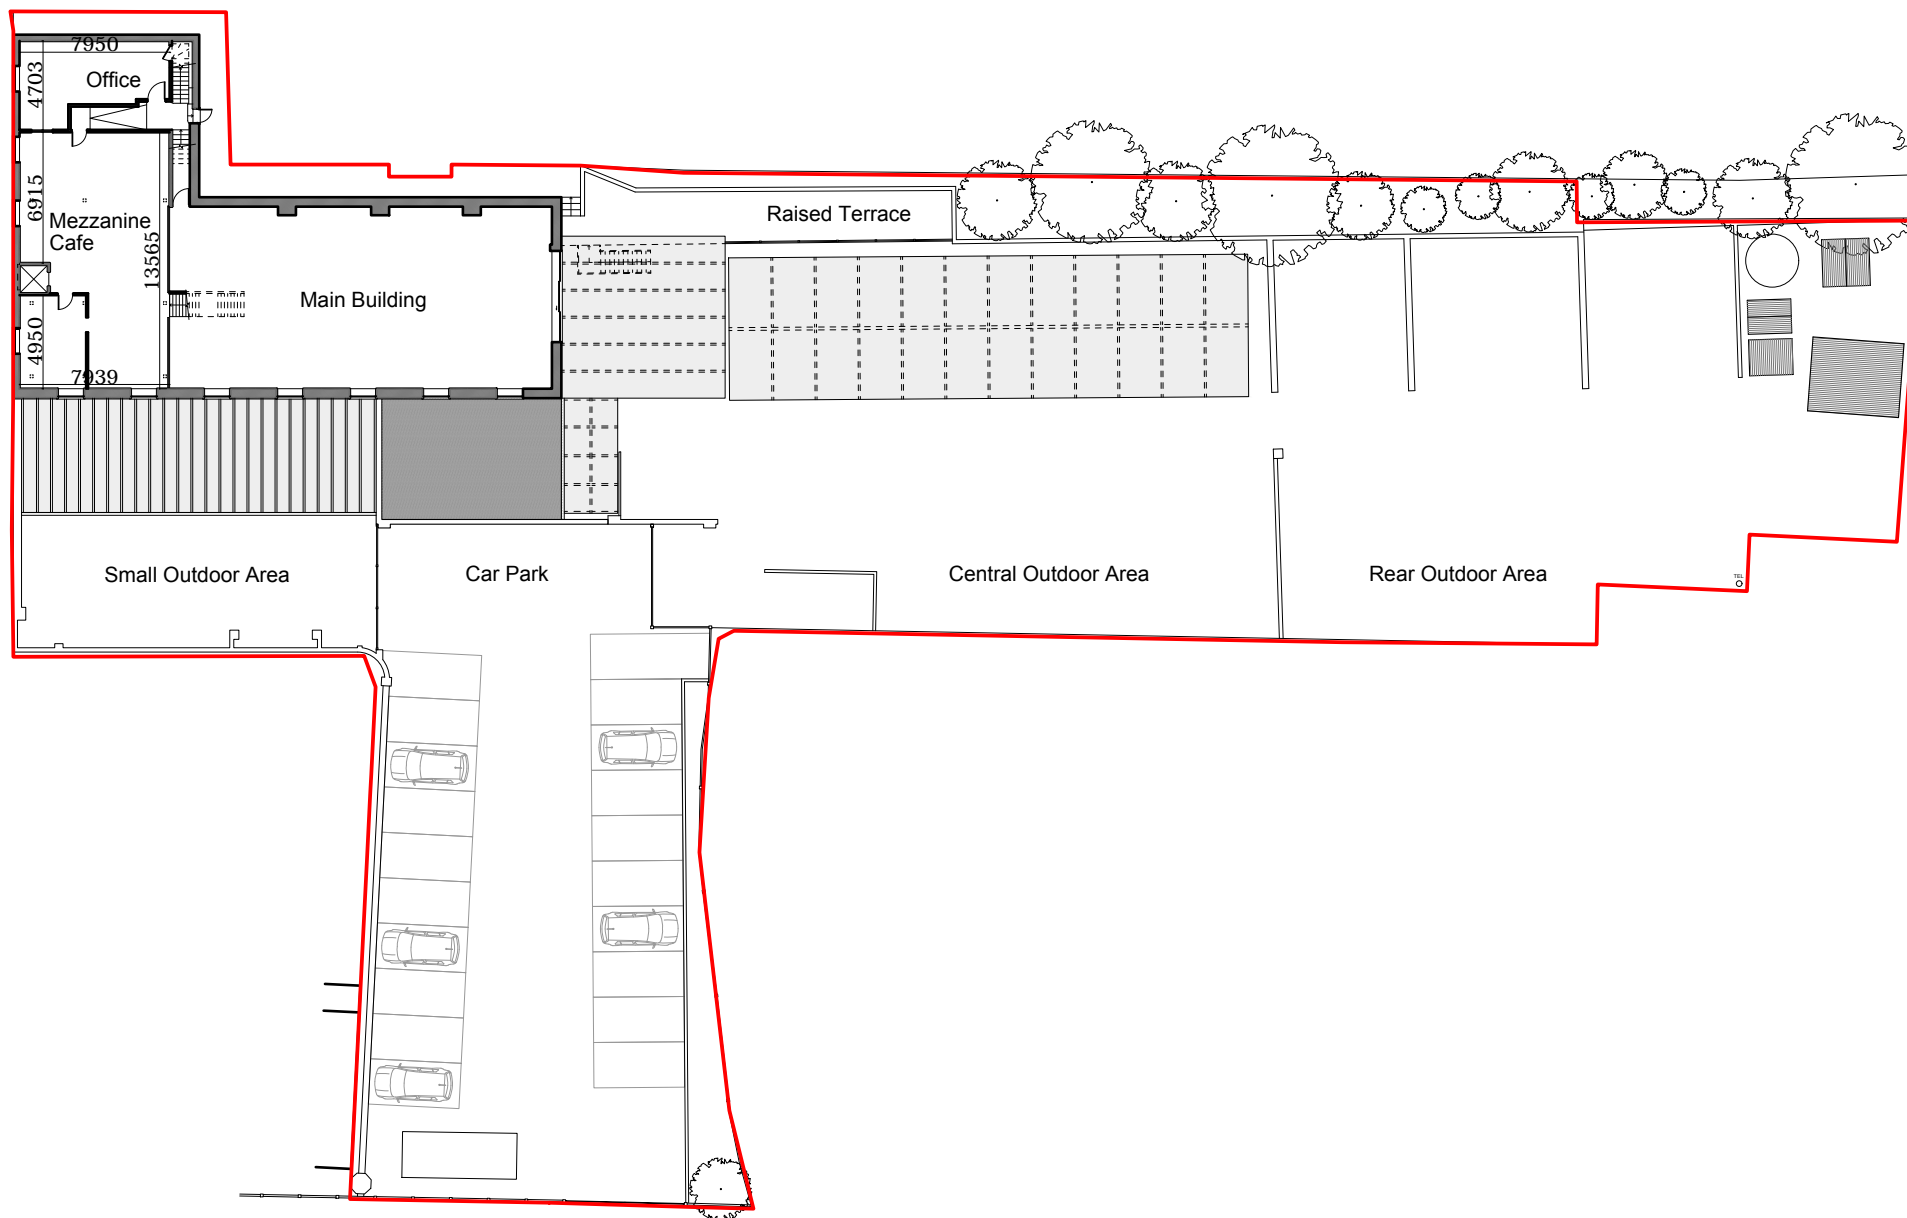 7950
4703
Office
6915
Mezzanine
Cafe
13565
4950
7939
Main Building
Raised Terrace
Small Outdoor Area
Car Park
Central Outdoor Area
Rear Outdoor Area
TEL